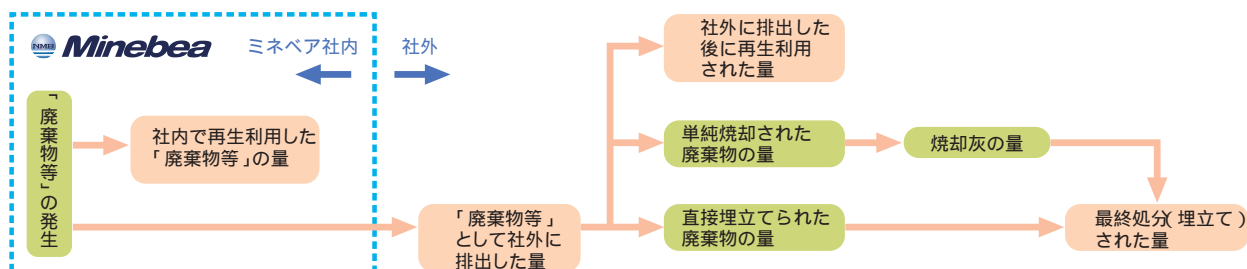 NMB Minebea
ミネベア社内
社外
「廃棄物等」の発生
社内で再生利用した
「廃棄物等」の量
「廃棄物等」
として社外に
排出した量
社外に排出した
後に再生利用
された量
単純焼却された
廃棄物の量
焼却灰の量
直接埋立てられた
廃棄物の量
最終処分(埋立て)
された量